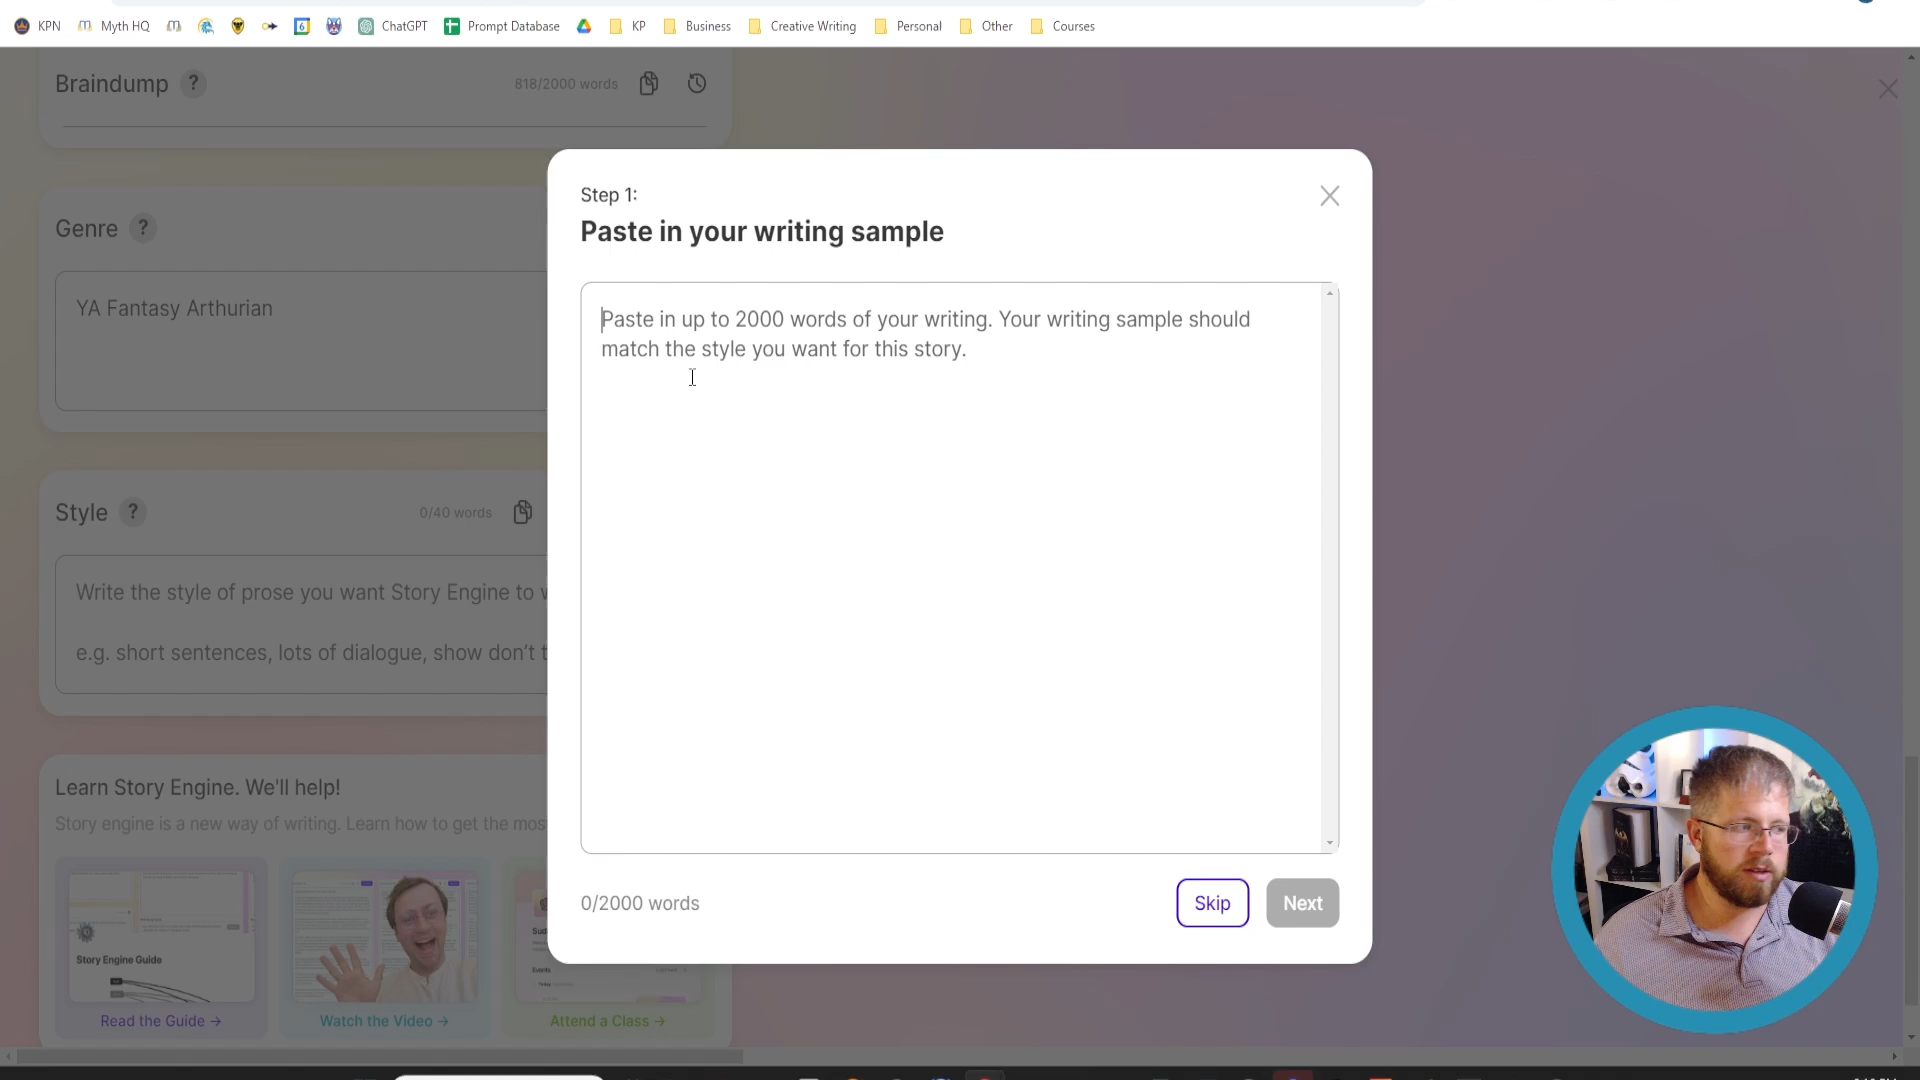 KPN Myth HQ ChatGPT Prompt Database KP Business Creative Writing Personal Other Courses
Braindump ? 818/2000 words
Genre ?
YA Fantasy Arthurian
Style ? 0/40 words
Write the style of prose you want Story Engine to
e.g. short sentences, lots of dialogue, show don't
Learn Story Engine. We'll help!
Story engine is a new way of writing. Learn how to get the
Story Engine Guide
Read the Guide →
Watch the Video →
Events
Today
Attend a Class →
Step 1:
Paste in your writing sample
Paste in up to 2000 words of your writing. Your writing sample should
match the style you want for this story.
0/2000 words
Skip Next